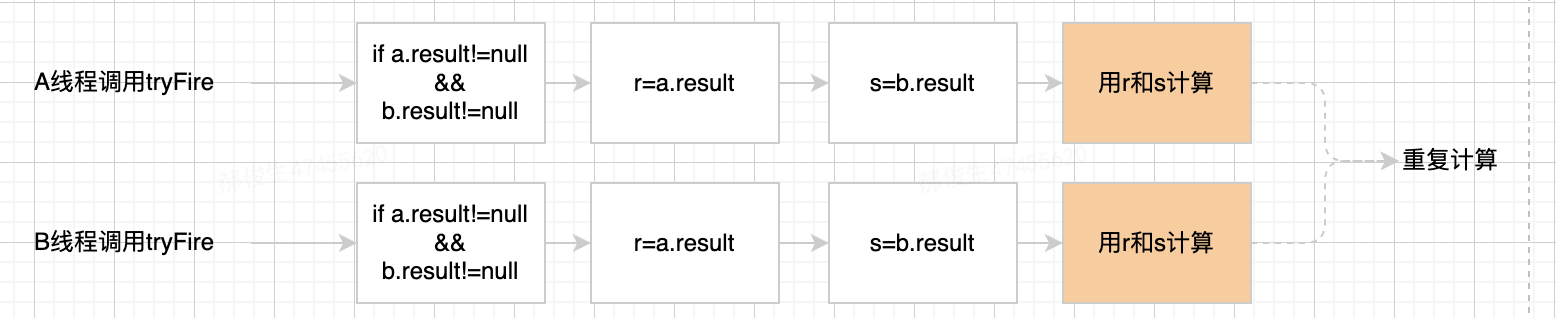 A线程调用tryFire
if a.result!=null
&&
b.result!=null
r=a.result
s=b.result
用r和s计算
重复计算
B线程调用tryFire
if a.result!=null
&&
b.result!=null
r=a.result
s=b.result
用r和s计算